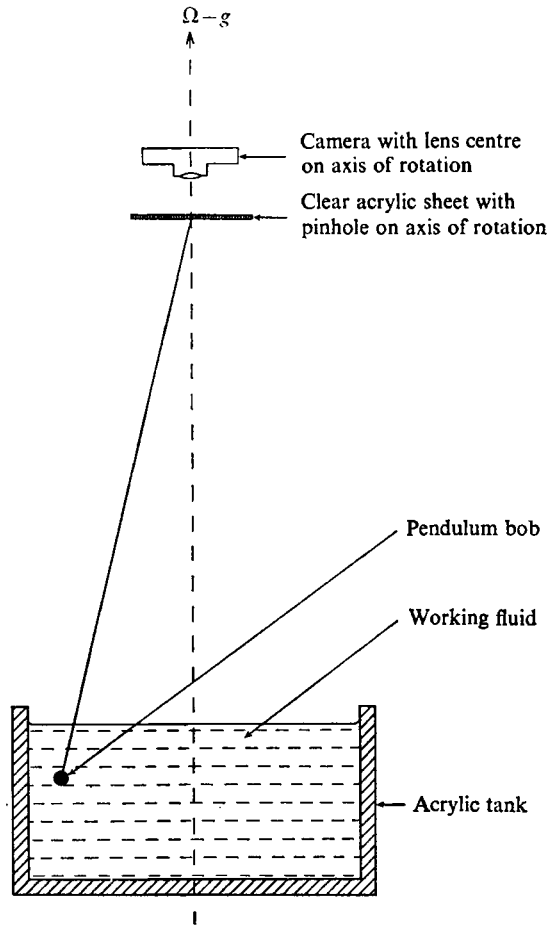 Ω–g
Camera with lens centre
on axis of rotation
Clear acrylic sheet with
pinhole on axis of rotation
Pendulum bob
Working fluid
Acrylic tank